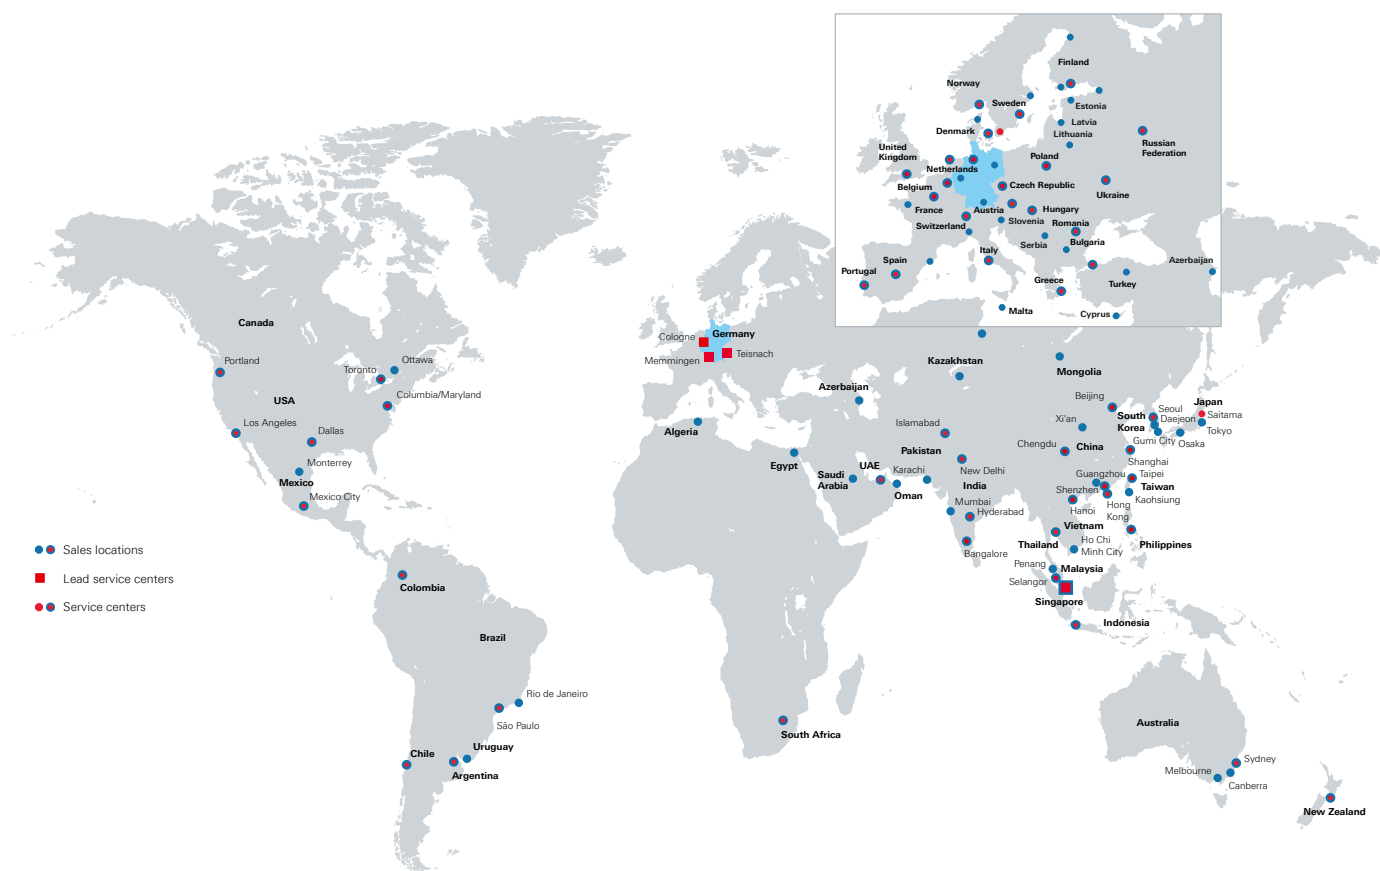 Finland
Norway
Sweden
Estonia
Latvia
Denmark
Lithuania
Russian
Federation
United
Kingdom
Poland
Netherlands
Czech Republic
Belgium
Ukraine
France
Austria
Hungary
Slovenia
Romania
Switzerland
Serbia
Bulgaria
Italy
Spain
Azerbaijan
Portugal
Greece
Turkey
Malta
Cyprus
Canada
Portland
Ottawa
Toronto
Columbia/Maryland
USA
Los Angeles
Dallas
Monterrey
Mexico
Mexico City
Cologne
Germany
Memmingen
Teisnach
Kazakhstan
Mongolia
Azerbaijan
Beijing
Japan
Seoul
Saitama
South
Korea
Daejeon
Tokyo
Xi'an
Islamabad
Algeria
Gumi City
Osaka
Chengdu
China
Pakistan
Shanghai
Egypt
UAE
Karachi
New Delhi
Guangzhou
Taipei
Saudi
Arabia
India
Shenzhen
Taiwan
Oman
Kaohsiung
Mumbai
Hyderabad
Hanoi
Hong
Kong
Vietnam
Thailand
Ho Chi
Minh City
Philippines
Bangalore
Penang
Malaysia
Selangor
Singapore
Indonesia
Sales locations
Lead service centers
Service centers
Colombia
Brazil
Rio de Janeiro
São Paulo
Uruguay
Chile
Argentina
South Africa
Australia
Sydney
Melbourne
Canberra
New Zealand